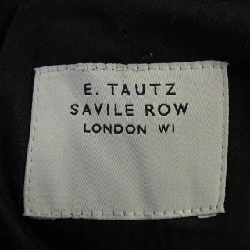 E. TAUTZ
SAVILE ROW
LONDON W1